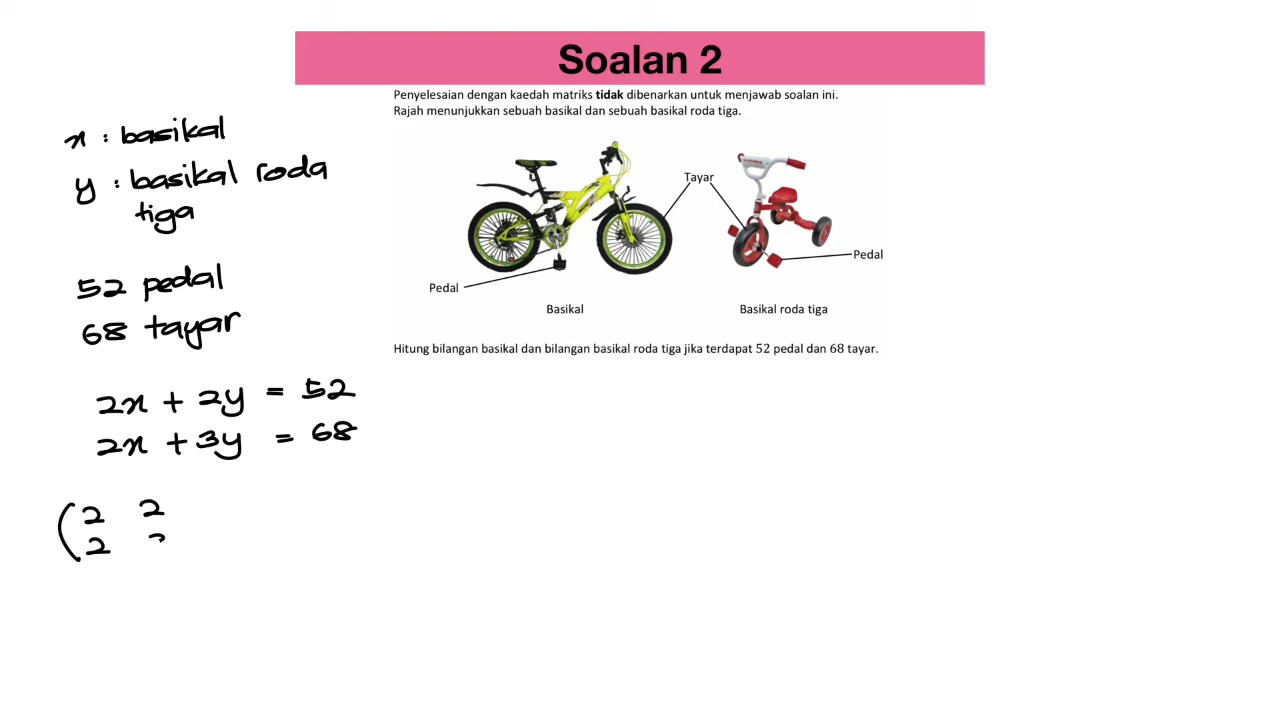 Soalan 2
Penyelesaian dengan kaedah matriks tidak dibenarkan untuk menjawab soalan ini.
Rajah menunjukkan sebuah basikal dan sebuah basikal roda tiga.
Tayar
Pedal
Pedal
Basikal
Basikal roda tiga
Hitung bilangan basikal dan bilangan basikal roda tiga jika terdapat 52 pedal dan 68 tayar.
x : basikal
y : basikal roda
tiga
52 pedal
68 tayar
2x + 2y = 52
2x + 3y = 68
( 2 2
2